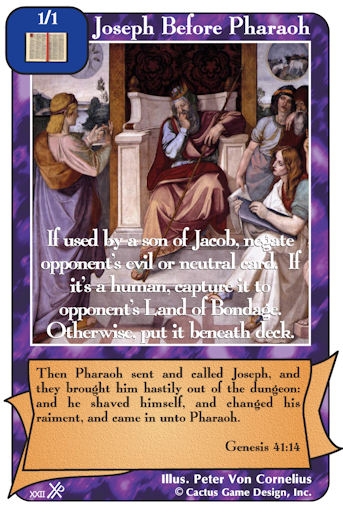 1/1
Joseph Before Pharaoh
If used by a son of Jacob, negate
opponent's evil or neutral card. If
it's a human, capture it to
opponent's Land of Bondage.
Otherwise, put it beneath deck.
Then Pharaoh sent and called Joseph, and
they brought him hastily out of the dungeon:
and he shaved himself, and changed his
raiment, and came in unto Pharaoh.
Genesis 41:14
Illus. Peter Von Cornelius
XXII
© Cactus Game Design, Inc.